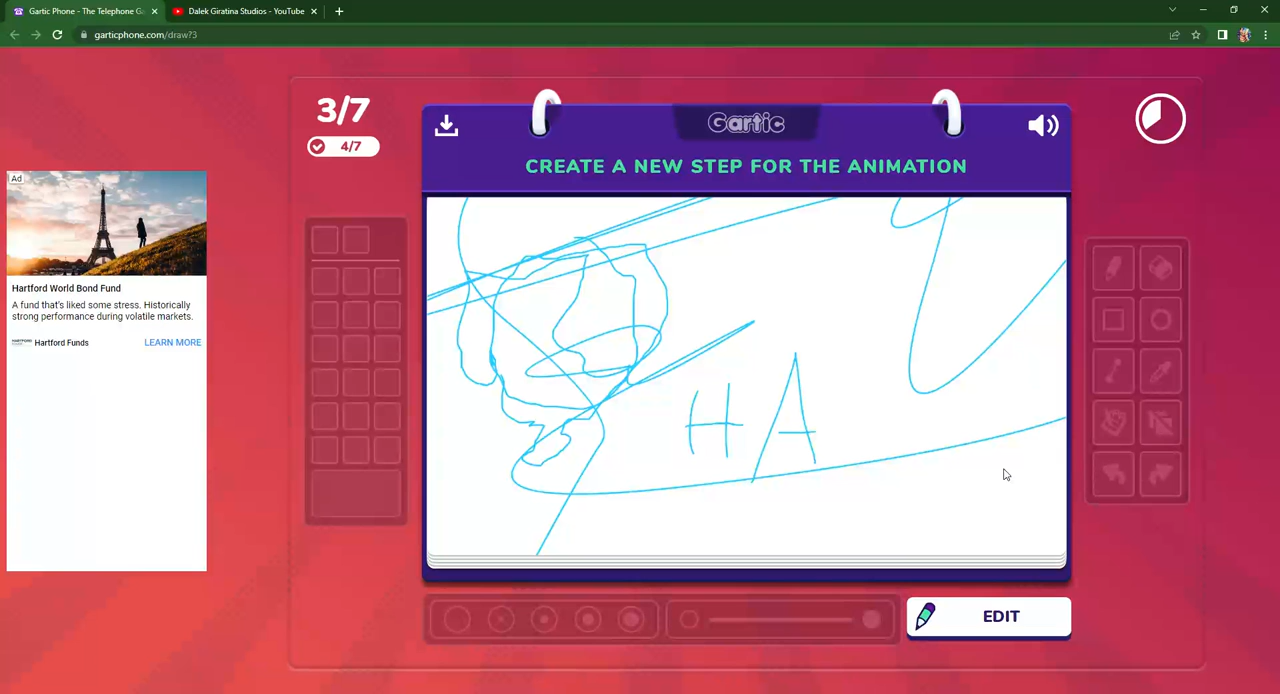 Gartic Phone - The Telephone Ga
Dalek Giratina Studios - YouTube
garticphone.com/draw?3
3/7
4/7
Gartic
CREATE A NEW STEP FOR THE ANIMATION
Ad
Hartford World Bond Fund
A fund that's liked some stress. Historically
strong performance during volatile markets.
HARTFORD
Hartford Funds
LEARN MORE
HA
EDIT